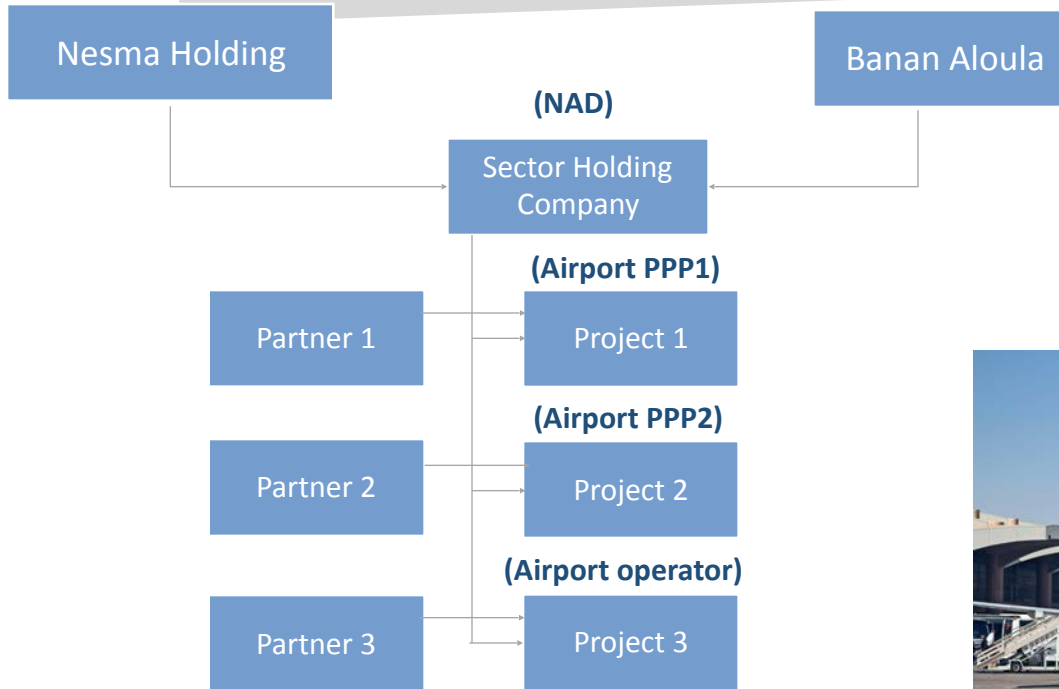 Nesma Holding
Banan Aloula
(NAD)
Sector Holding
Company
(Airport PPP1)
Partner 1
Project 1
(Airport PPP2)
Partner 2
Project 2
(Airport operator)
Partner 3
Project 3